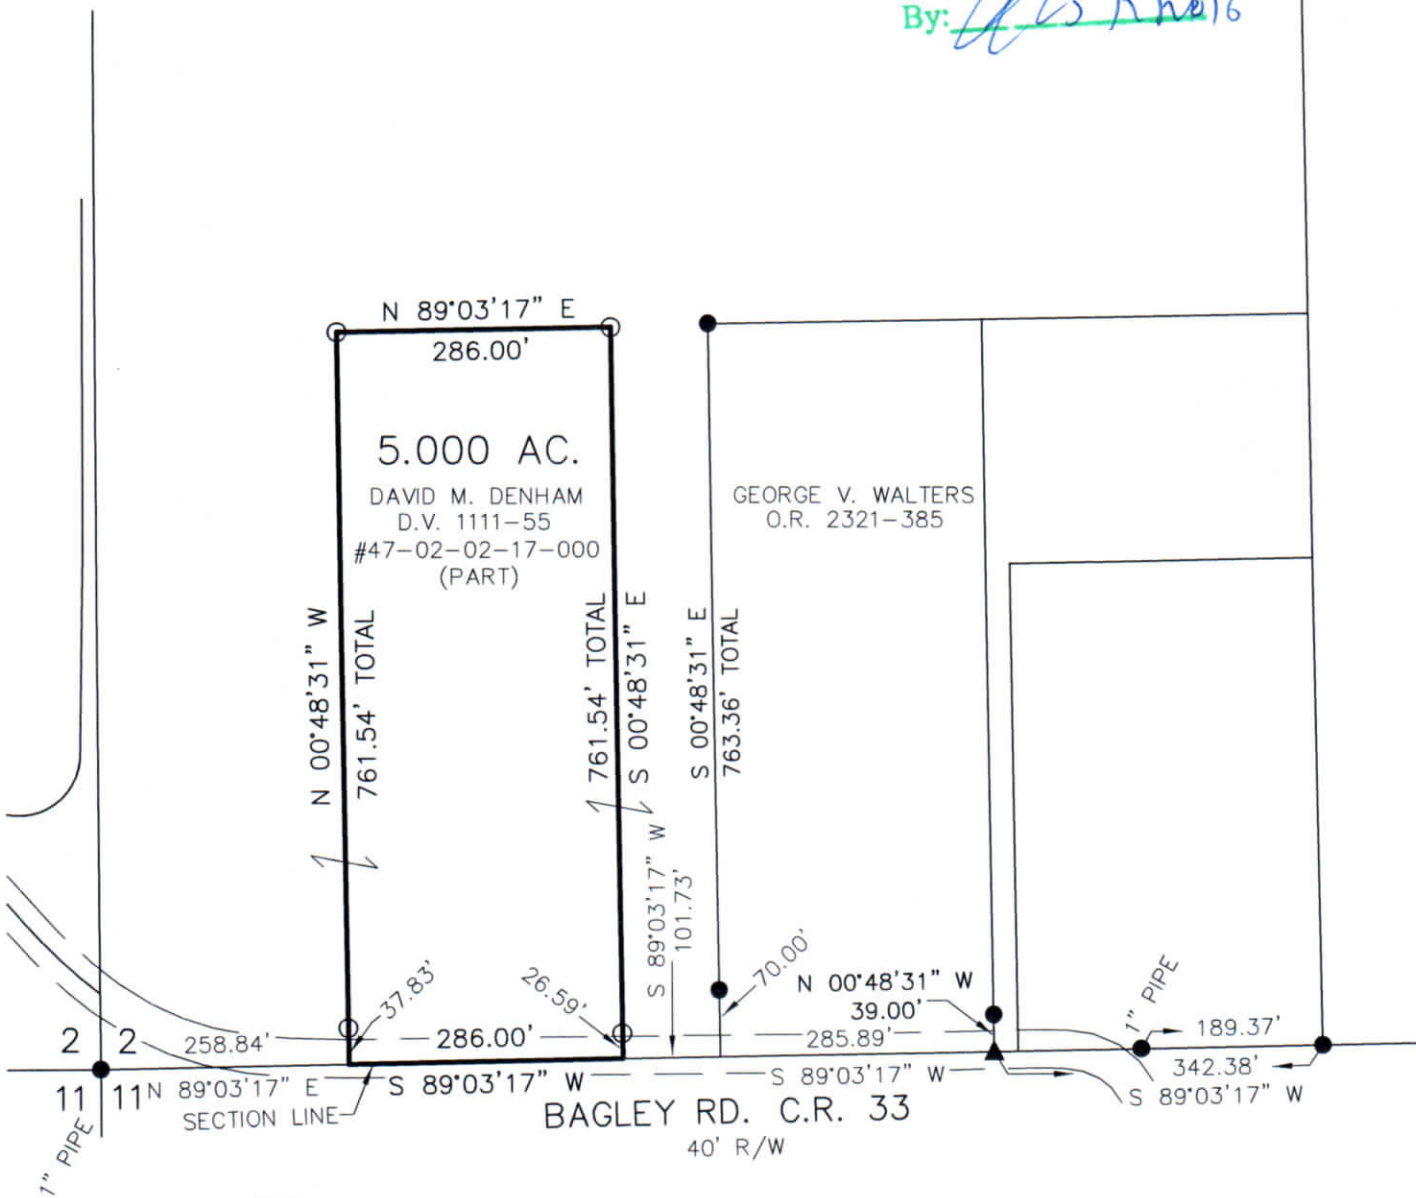 By:
N 89°03'17" E
286.00'
5.000 AC.
DAVID M. DENHAM
D.V. 1111-55
#47-02-02-17-000
(PART)
GEORGE V. WALTERS
O.R. 2321-385
N 00°48'31" W
761.54' TOTAL
761.54' TOTAL
S 00°48'31" E
S 00°48'31" E
763.36' TOTAL
S 89°03'17" W
101.73'
37.83'
26.59'
70.00'
N 00°48'31" W
39.00'
1" PIPE
189.37'
2 2
258.84'
286.00'
285.89'
342.38'
11 11
N 89°03'17" E
S 89°03'17" W
S 89°03'17" W
S 89°03'17" W
SECTION LINE
BAGLEY RD. C.R. 33
40' R/W
1" PIPE